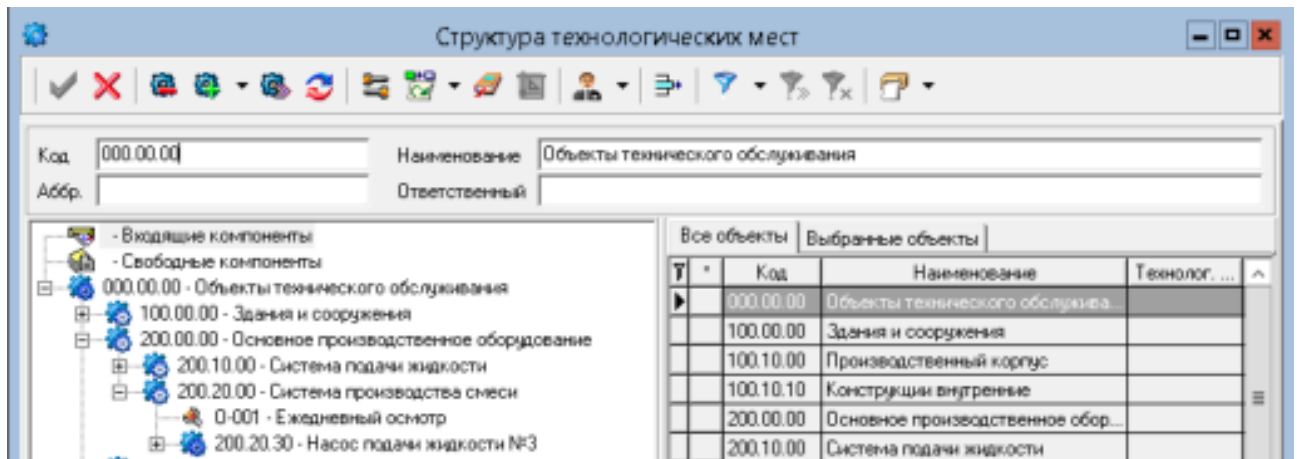 Структура технологических мест
Код 000.00.00 Наименование Объекты технического обслуживания
Аббр. Ответственный
- Входящие компоненты
- Свободные компоненты
000.00.00 - Объекты технического обслуживания
100.00.00 - Здания и сооружения
200.00.00 - Основное производственное оборудование
200.10.00 - Система подачи жидкости
200.20.00 - Система производства смеси
О-001 - Ежедневный осмотр
200.20.30 - Насос подачи жидкости №3
Все объекты Выбранные объекты
* Код Наименование Технолог. ...
000.00.00 Объекты технического обслужива...
100.00.00 Здания и сооружения
100.10.00 Производственный корпус
100.10.10 Конструкции внутренние
200.00.00 Основное производственное обор...
200.10.00 Система подачи жидкости